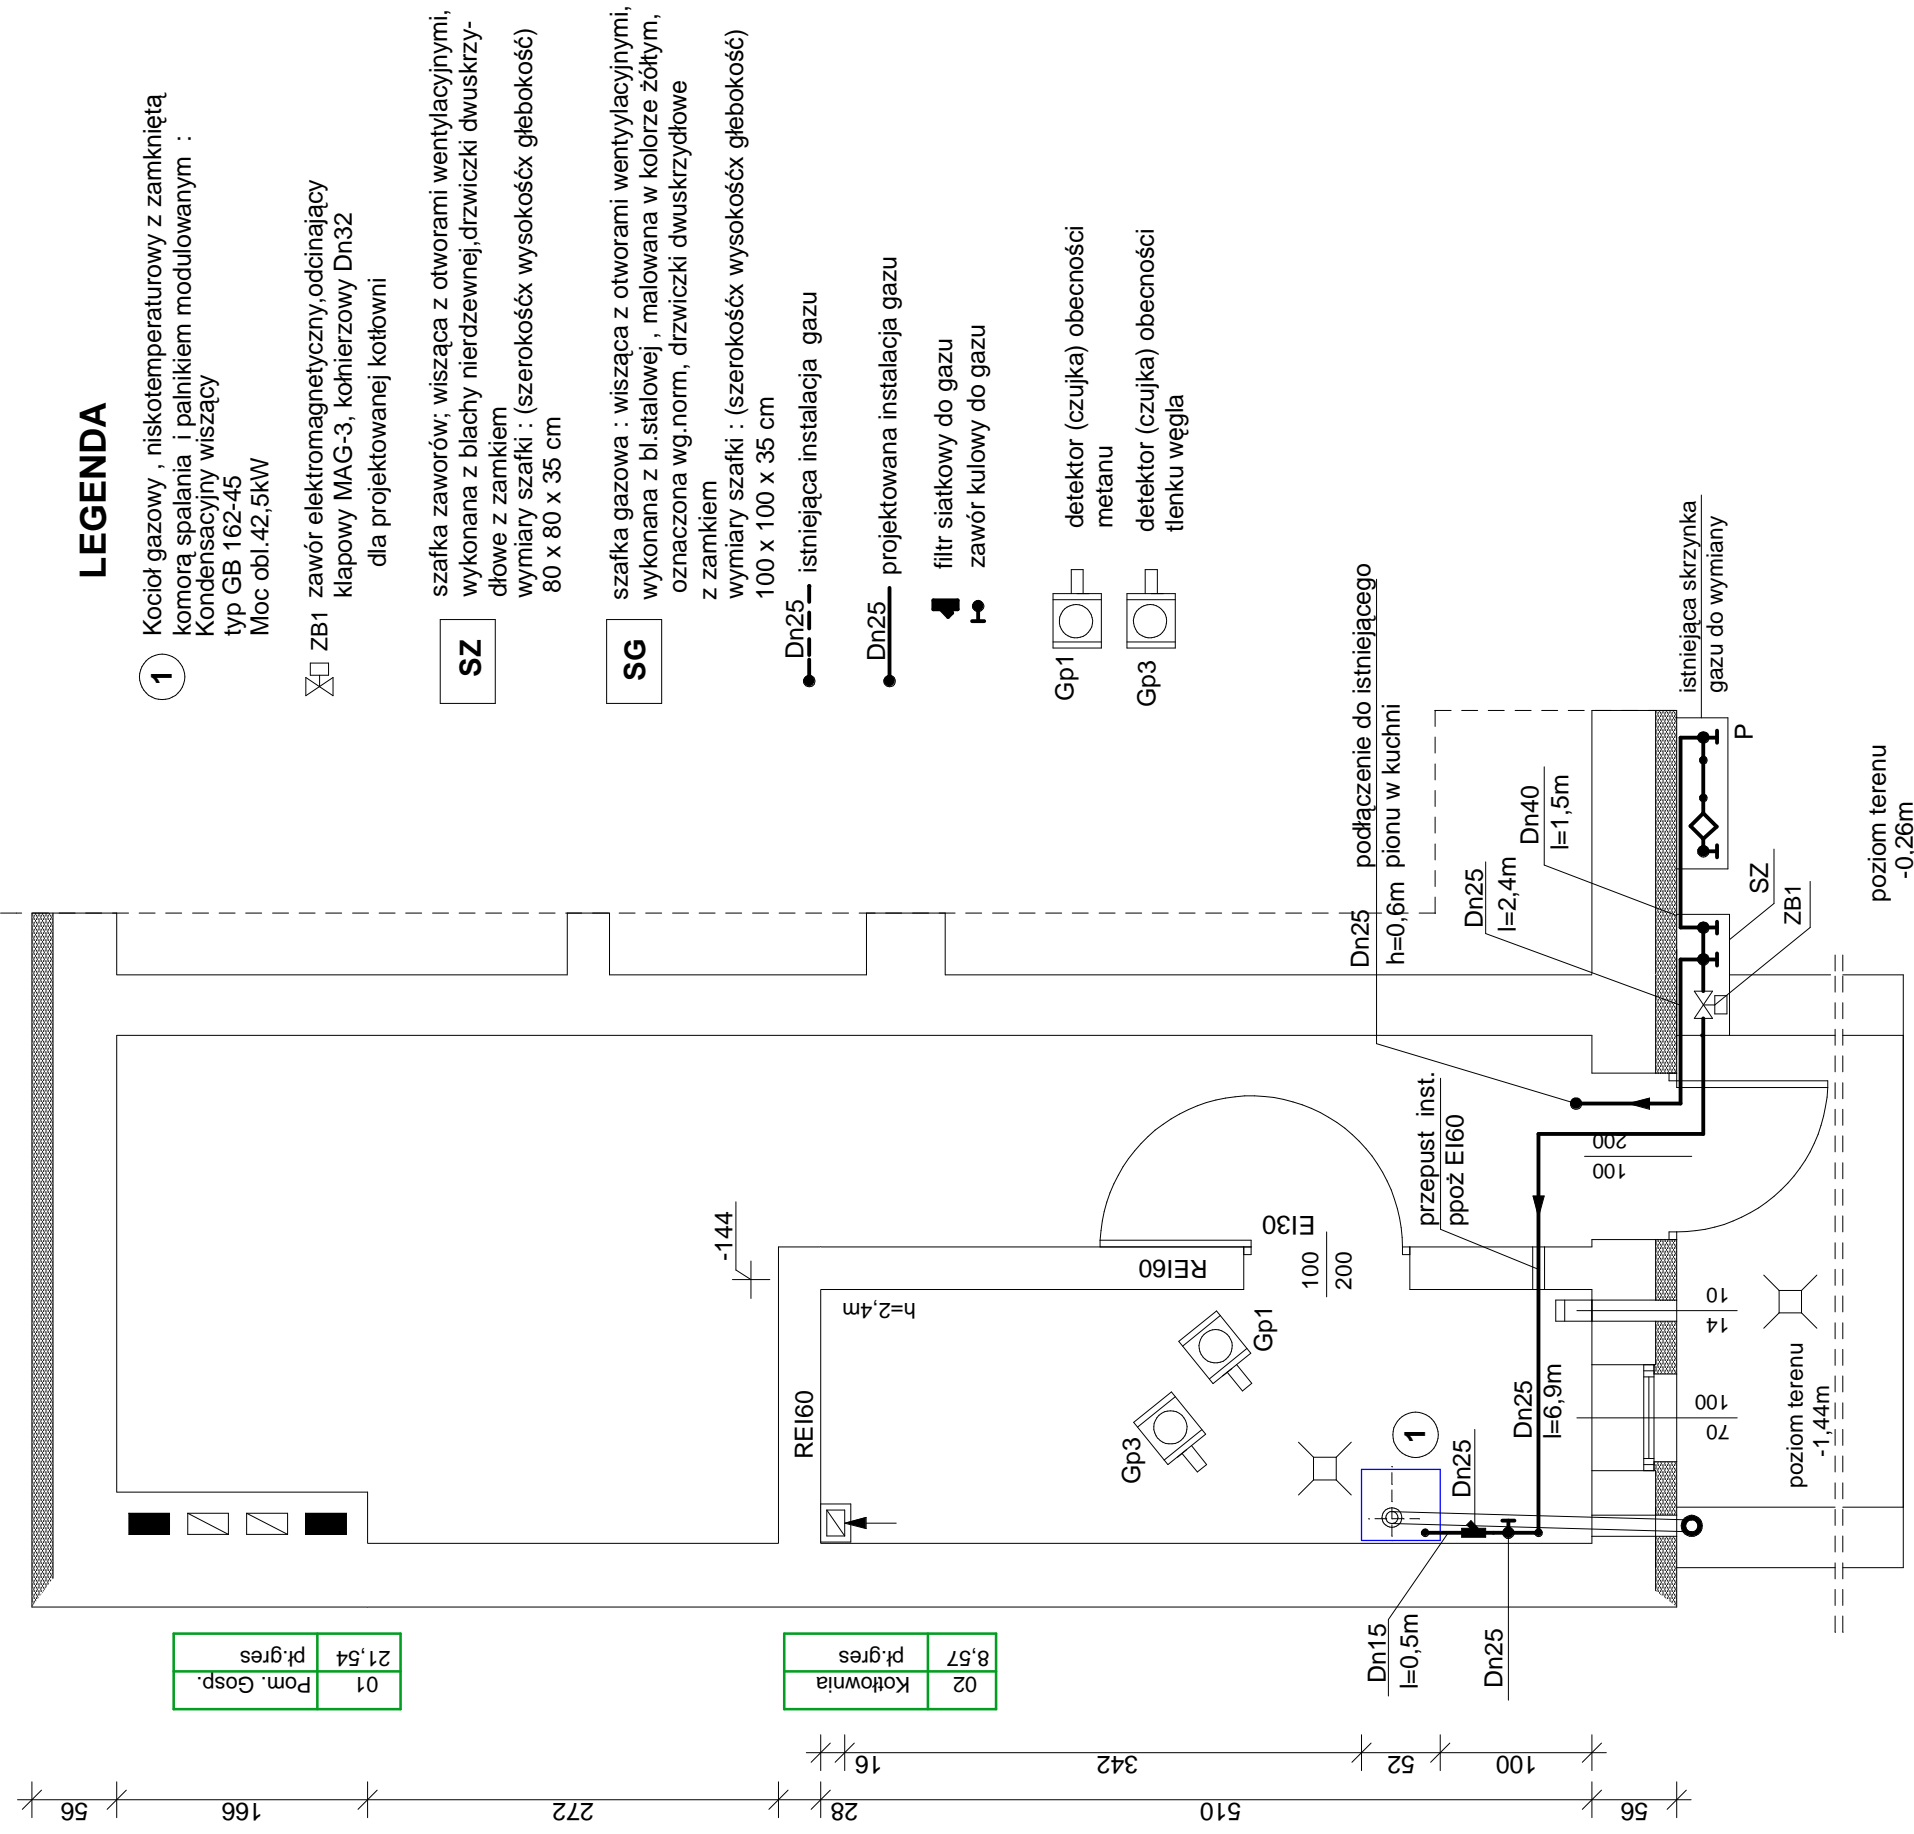 LEGENDA
1
Kocioł gazowy , niskotemperaturowy z zamkniętą
komorą spalania i palnikiem modulowanym :
Kondensacyjny wiszący
typ GB 162-45
Moc obl.42,5kW
ZB1
zawór elektromagnetyczny,odcinający
klapowy MAG-3, kołnierzowy Dn32
dla projektowanej kotłowni
SZ
szafka zaworów; wisząca z otworami wentylacyjnymi,
wykonana z blachy nierdzewnej,drzwiczki dwuskrzy-
dłowe z zamkiem
wymiary szafki : (szerokośćx wysokośćx głebokość)
80 x 80 x 35 cm
SG
szafka gazowa : wisząca z otworami wentyylacyjnymi,
wykonana z bl.stalowej , malowana w kolorze żółtym,
oznaczona wg.norm, drzwiczki dwuskrzydłowe
z zamkiem
wymiary szafki : (szerokośćx wysokośćx głebokość)
100 x 100 x 35 cm
Dn25
istniejąca instalacja gazu
Dn25
projektowana instalacja gazu
filtr siatkowy do gazu
zawór kulowy do gazu
Gp1
detektor (czujka) obecności
metanu
Gp3
detektor (czujka) obecności
tlenku węgla
Dn25 podłączenie do istniejącego
h=0,6m pionu w kuchni
Dn25
l=2,4m
Dn40
l=1,5m
istniejąca skrzynka
gazu do wymiany
P
SZ
ZB1
poziom terenu
-0,26m
-144
REI60
h=2,4m
REI60
EI30
100
200
przepust inst.
ppoż EI60
200
100
Gp3
Gp1
1
Dn25
Dn25
l=6,9m
10
14
100
70
poziom terenu
-1,44m
Dn15
l=0,5m
Dn25
01
Pom. Gosp.
21,54
pł.gres
02
Kotłownia
8,57
pł.gres
16
342
52
100
56
166
272
28
510
56